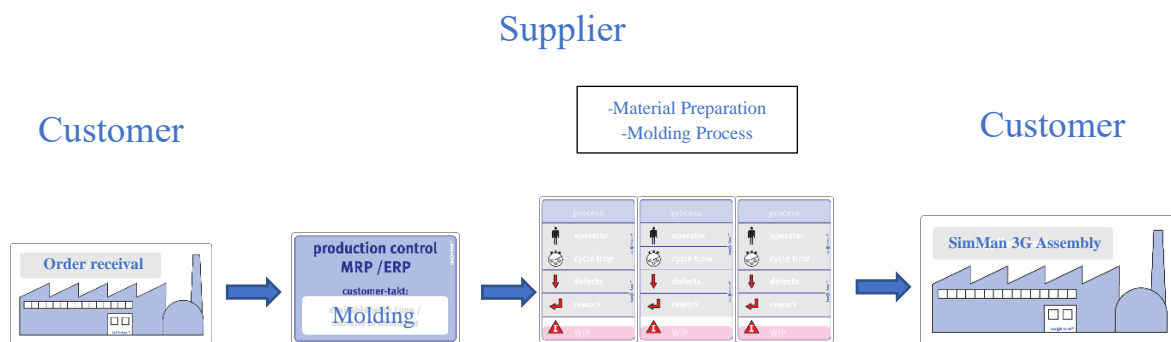 Supplier
Customer
-Material Preparation
-Molding Process
Customer
Order receival
production control
MRP /ERP
customer-takt:
Molding
process
operator
cycle time
defects
rework
WIP
process
operator
cycle time
defects
rework
WIP
process
operator
cycle time
defects
rework
WIP
SimMan 3G Assembly